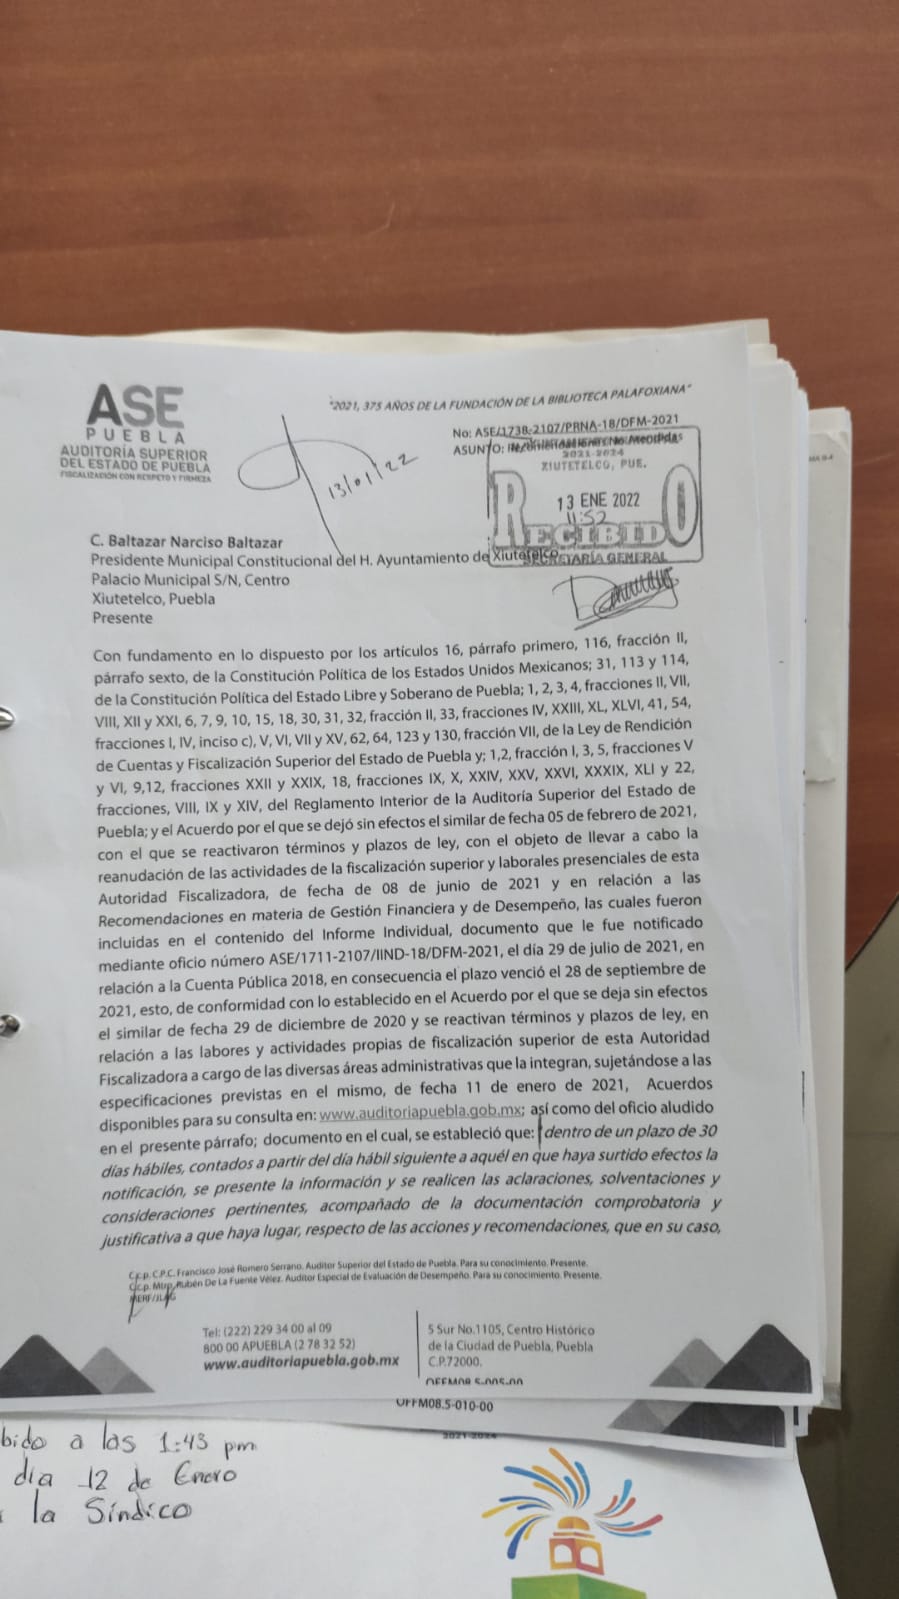 ASE
PUEBLA
AUDITORÍA SUPERIOR
DEL ESTADO DE PUEBLA
FISCALIZACIÓN CON RESPETO Y FIRMEZA
"2021, 375 AÑOS DE LA FUNDACIÓN DE LA BIBLIOTECA PALAFOXIANA"
No: ASE/1738-2107/PRNA-18/DFM-2021
ASUNTO:
2021-2024
XIUTETELCO, PUE.
13 ENE 2022
11:52
RECIBIDO
SECRETARÍA GENERAL
13/01/22
C. Baltazar Narciso Baltazar
Presidente Municipal Constitucional del H. Ayuntamiento de Xiutetelco
Palacio Municipal S/N, Centro
Xiutetelco, Puebla
Presente
Con fundamento en lo dispuesto por los artículos 16, párrafo primero, 116, fracción II,
párrafo sexto, de la Constitución Política de los Estados Unidos Mexicanos; 31, 113 y 114,
de la Constitución Política del Estado Libre y Soberano de Puebla; 1, 2, 3, 4, fracciones II, VII,
VIII, XII y XXI, 6, 7, 9, 10, 15, 18, 30, 31, 32, fracción II, 33, fracciones IV, XXIII, XL, XLVI, 41, 54,
fracciones I, IV, inciso c), V, VI, VII y XV, 62, 64, 123 y 130, fracción VII, de la Ley de Rendición
de Cuentas y Fiscalización Superior del Estado de Puebla y; 1,2, fracción I, 3, 5, fracciones V
y VI, 9,12, fracciones XXII y XXIX, 18, fracciones IX, X, XXIV, XXV, XXVI, XXXIX, XLI y 22,
fracciones, VIII, IX y XIV, del Reglamento Interior de la Auditoría Superior del Estado de
Puebla; y el Acuerdo por el que se dejó sin efectos el similar de fecha 05 de febrero de 2021,
con el que se reactivaron términos y plazos de ley, con el objeto de llevar a cabo la
reanudación de las actividades de la fiscalización superior y laborales presenciales de esta
Autoridad Fiscalizadora, de fecha de 08 de junio de 2021 y en relación a las
Recomendaciones en materia de Gestión Financiera y de Desempeño, las cuales fueron
incluidas en el contenido del Informe Individual, documento que le fue notificado
mediante oficio número ASE/1711-2107/IIND-18/DFM-2021, el día 29 de julio de 2021, en
relación a la Cuenta Pública 2018, en consecuencia el plazo venció el 28 de septiembre de
2021, esto, de conformidad con lo establecido en el Acuerdo por el que se deja sin efectos
el similar de fecha 29 de diciembre de 2020 y se reactivan términos y plazos de ley, en
relación a las labores y actividades propias de fiscalización superior de esta Autoridad
Fiscalizadora a cargo de las diversas áreas administrativas que la integran, sujetándose a las
especificaciones previstas en el mismo, de fecha 11 de enero de 2021, Acuerdos
disponibles para su consulta en: www.auditoriapuebla.gob.mx; así como del oficio aludido
en el presente párrafo; documento en el cual, se estableció que: dentro de un plazo de 30
días hábiles, contados a partir del día hábil siguiente a aquél en que haya surtido efectos la
notificación, se presente la información y se realicen las aclaraciones, solventaciones y
consideraciones pertinentes, acompañado de la documentación comprobatoria y
justificativa a que haya lugar, respecto de las acciones y recomendaciones, que en su caso,
C.c.p. C.P.C. Francisco José Romero Serrano. Auditor Superior del Estado de Puebla. Para su conocimiento. Presente.
C.c.p. Mtro. Rubén De La Fuente Vélez. Auditor Especial de Evaluación de Desempeño. Para su conocimiento. Presente.
Tel: (222) 229 34 00 al 09
800 00 APUEBLA (2 78 32 52)
www.auditoriapuebla.gob.mx
5 Sur No.1105, Centro Histórico
de la Ciudad de Puebla, Puebla
C.P.72000.
OFFM08.5-010-00
2021-2024
bido a las 1:43 pm
día 12 de Enero
la Síndico